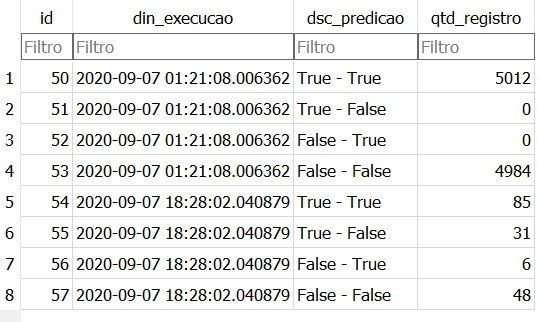 id din_execucao dsc_predicao qtd_registro
Filtro Filtro Filtro Filtro
1 50 2020-09-07 01:21:08.006362 True - True 5012
2 51 2020-09-07 01:21:08.006362 True - False 0
3 52 2020-09-07 01:21:08.006362 False - True 0
4 53 2020-09-07 01:21:08.006362 False - False 4984
5 54 2020-09-07 18:28:02.040879 True - True 85
6 55 2020-09-07 18:28:02.040879 True - False 31
7 56 2020-09-07 18:28:02.040879 False - True 6
8 57 2020-09-07 18:28:02.040879 False - False 48